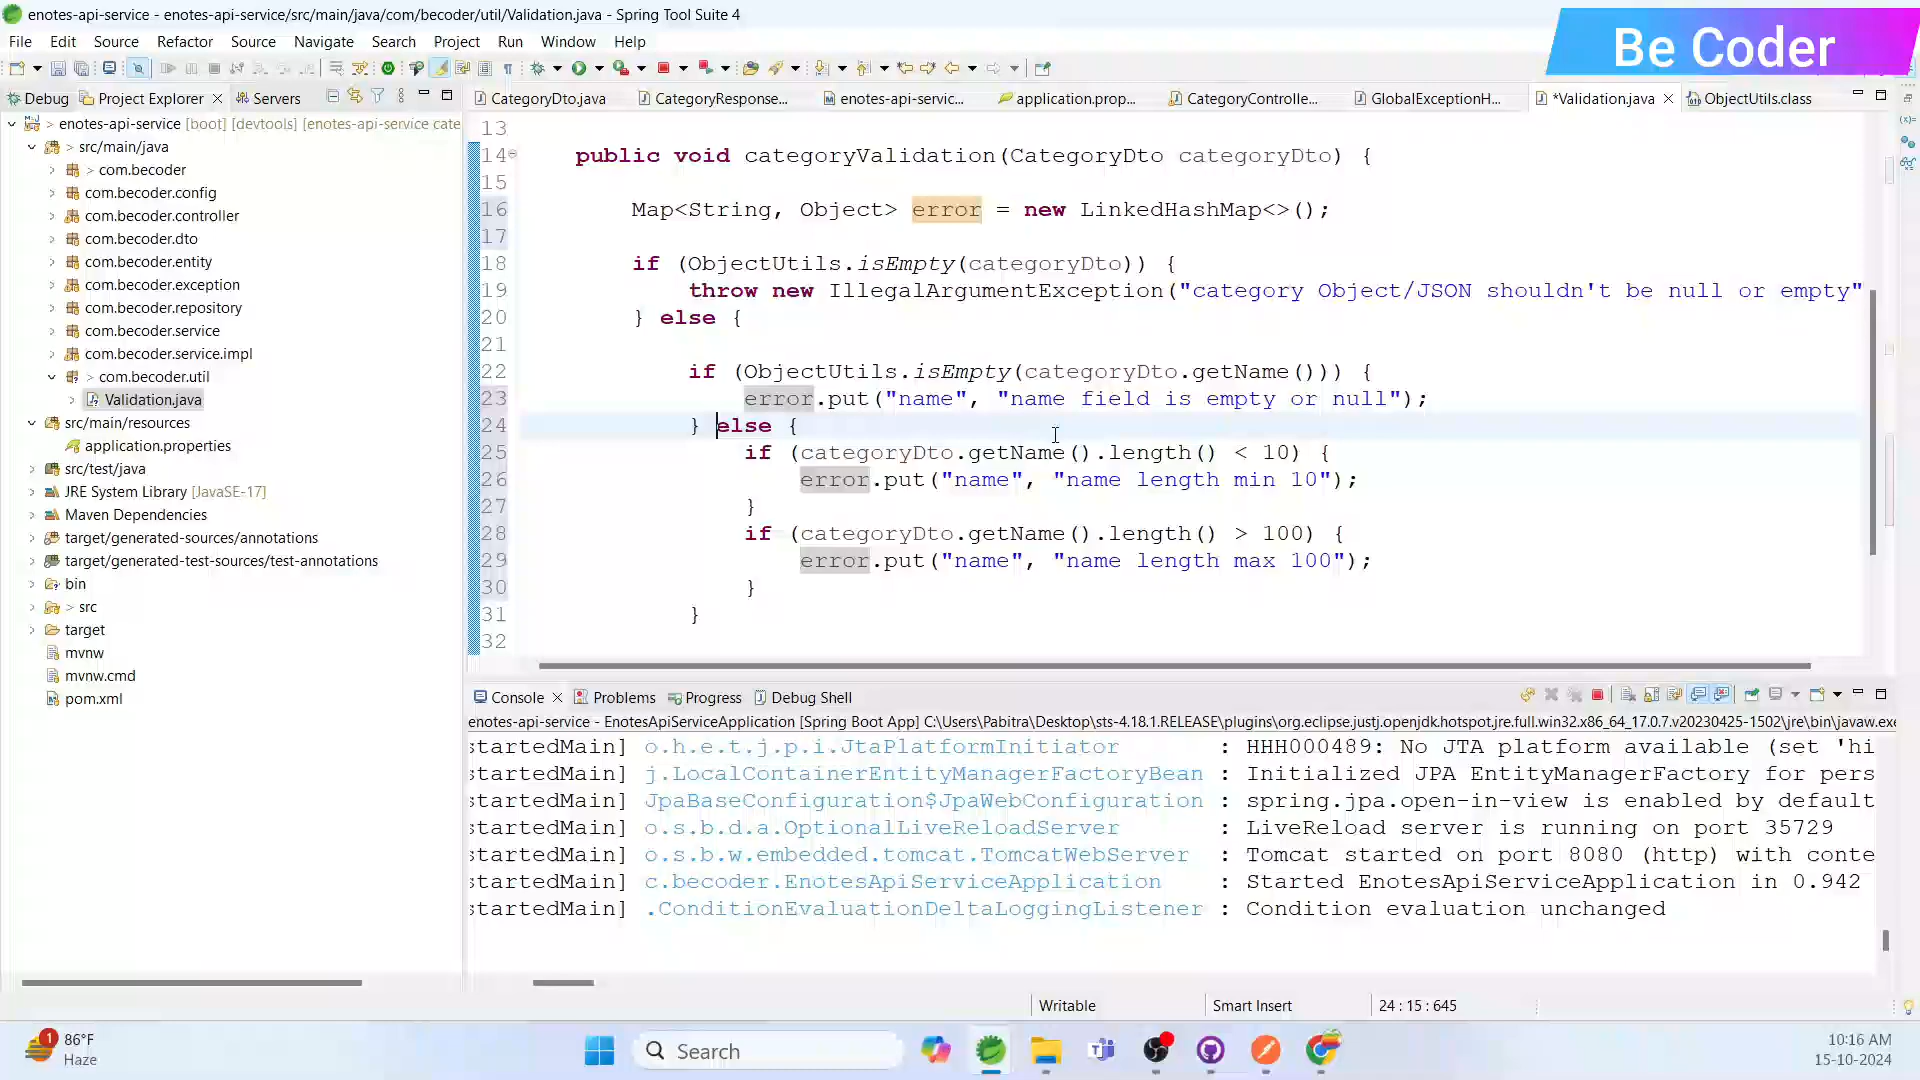 enotes-api-service - enotes-api-service/src/main/java/com/becoder/util/Validation.java - Spring Tool Suite 4
Be Coder
File Edit Source Refactor Source Navigate Search Project Run Window Help
Debug Project Explorer Servers
CategoryDto.java CategoryResponse... enotes-api-servic... application.prop... CategoryControlle... GlobalExceptionH... *Validation.java ObjectUtils.class
> enotes-api-service [boot] [devtools] [enotes-api-service cate
> src/main/java
> com.becoder
com.becoder.config
com.becoder.controller
com.becoder.dto
com.becoder.entity
com.becoder.exception
com.becoder.repository
com.becoder.service
com.becoder.service.impl
> com.becoder.util
Validation.java
src/main/resources
application.properties
src/test/java
JRE System Library [JavaSE-17]
Maven Dependencies
target/generated-sources/annotations
target/generated-test-sources/test-annotations
bin
> src
target
mvnw
mvnw.cmd
pom.xml
13
14 public void categoryValidation(CategoryDto categoryDto) {
15
16 Map<String, Object> error = new LinkedHashMap<>();
17
18 if (ObjectUtils.isEmpty(categoryDto)) {
19 throw new IllegalArgumentException("category Object/JSON shouldn't be null or empty"
20 } else {
21
22 if (ObjectUtils.isEmpty(categoryDto.getName())) {
23 error.put("name", "name field is empty or null");
24 } else {
25 if (categoryDto.getName().length() < 10) {
26 error.put("name", "name length min 10");
27 }
28 if (categoryDto.getName().length() > 100) {
29 error.put("name", "name length max 100");
30 }
31 }
32
Console Problems Progress Debug Shell
enotes-api-service - EnotesApiServiceApplication [Spring Boot App] C:\Users\Pabitra\Desktop\sts-4.18.1.RELEASE\plugins\org.eclipse.justj.openjdk.hotspot.jre.full.win32.x86_64_17.0.7.v20230425-1502\jre\bin\javaw.exe
startedMain] o.h.e.t.j.p.i.JtaPlatformInitiator : HHH000489: No JTA platform available (set 'hi
startedMain] j.LocalContainerEntityManagerFactoryBean : Initialized JPA EntityManagerFactory for pers
startedMain] JpaBaseConfiguration$JpaWebConfiguration : spring.jpa.open-in-view is enabled by default
startedMain] o.s.b.d.a.OptionalLiveReloadServer : LiveReload server is running on port 35729
startedMain] o.s.b.w.embedded.tomcat.TomcatWebServer : Tomcat started on port 8080 (http) with conte
startedMain] c.becoder.EnotesApiServiceApplication : Started EnotesApiServiceApplication in 0.942
startedMain] .ConditionEvaluationDeltaLoggingListener : Condition evaluation unchanged
Writable Smart Insert 24 : 15 : 645
1
86°F
Haze
Search
10:16 AM
15-10-2024